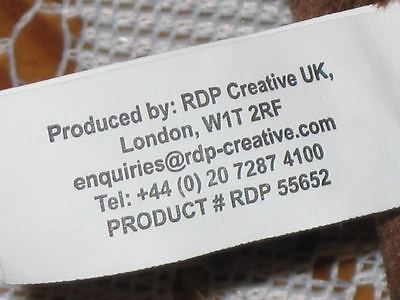 Produced by: RDP Creative UK,
London, W1T 2RF
enquiries@rdp-creative.com
Tel: +44 (0) 20 7287 4100
PRODUCT # RDP 55652